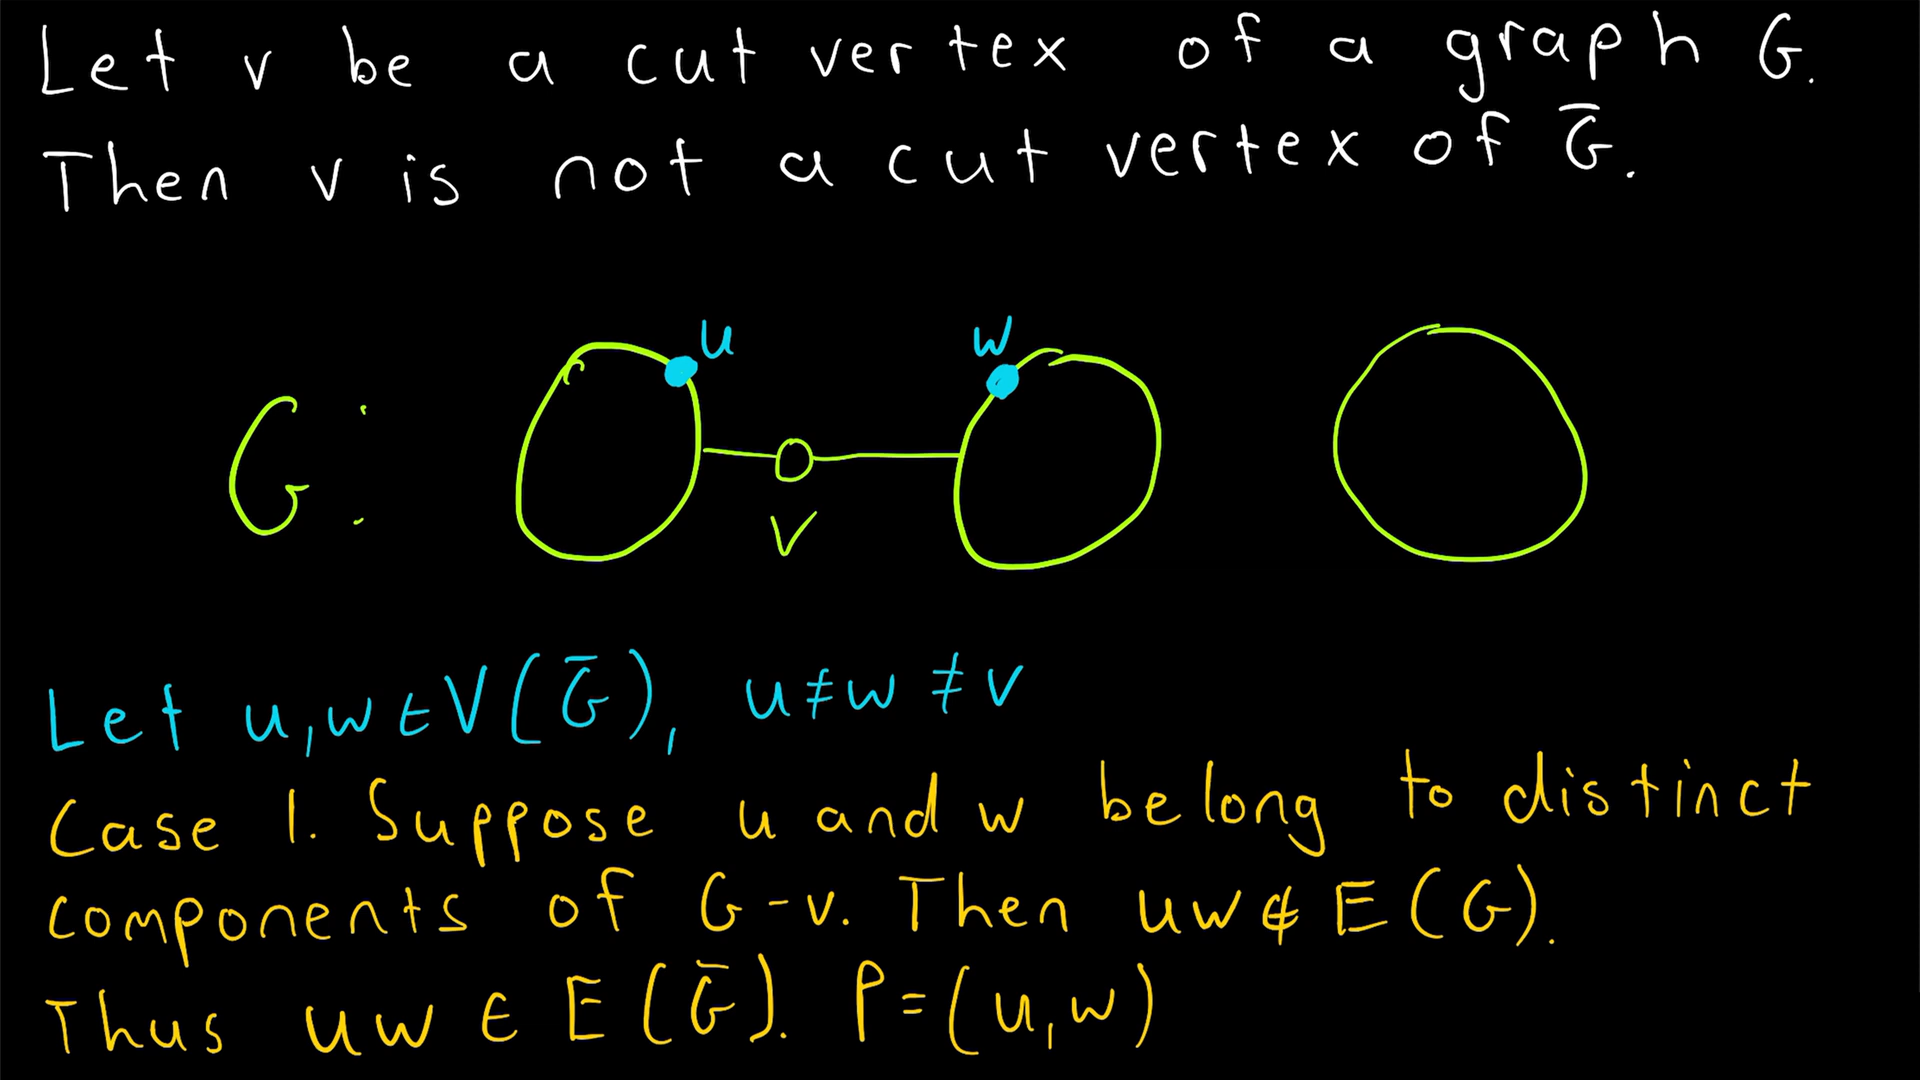 Let v be a cut vertex of a graph G.
Then v is not a cut vertex of Ḡ.
u w
G: v
Let u,w ∈ V(Ḡ), u ≠ w ≠ v
Case 1. Suppose u and w belong to distinct
components of G-v. Then uw ∉ E(G).
Thus uw ∈ E(Ḡ). P=(u,w)